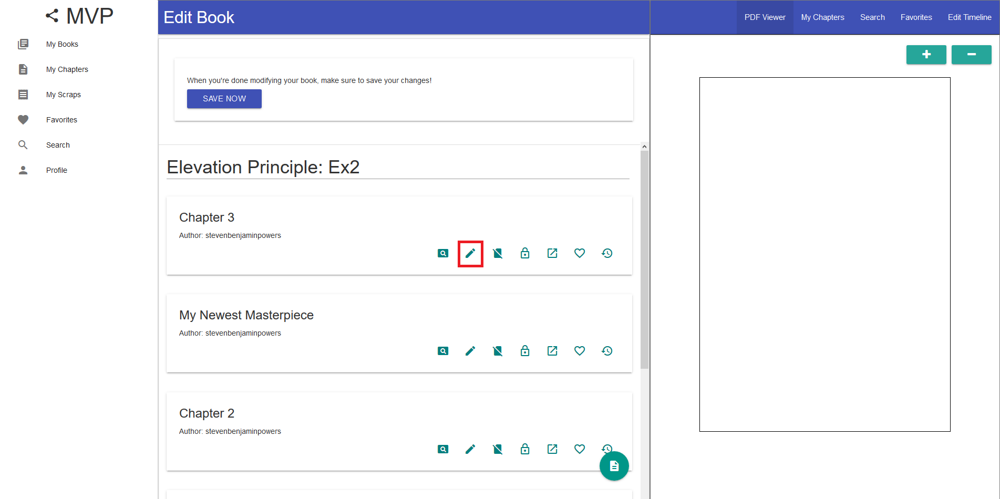 MVP
My Books
My Chapters
My Scraps
Favorites
Search
Profile
Edit Book
PDF Viewer My Chapters Search Favorites Edit Timeline
When you're done modifying your book, make sure to save your changes!
SAVE NOW
Elevation Principle: Ex2
Chapter 3
Author: stevenbenjaminpowers
My Newest Masterpiece
Author: stevenbenjaminpowers
Chapter 2
Author: stevenbenjaminpowers